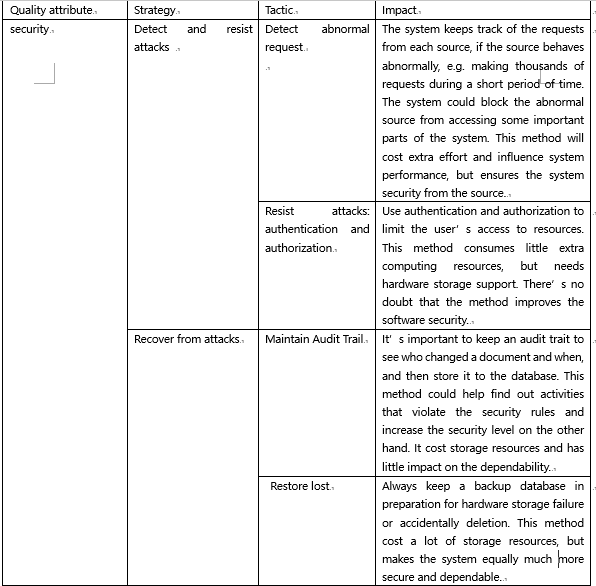 Quality attribute
Strategy
Tactic
Impact
security
Detect and resist
attacks
Detect abnormal
request
The system keeps track of the requests
from each source, if the source behaves
abnormally, e.g. making thousands of
requests during a short period of time.
The system could block the abnormal
source from accessing some important
parts of the system. This method will
cost extra effort and influence system
performance, but ensures the system
security from the source.
Resist attacks:
authentication and
authorization
Use authentication and authorization to
limit the user’s access to resources.
This method consumes little extra
computing resources, but needs
hardware storage support. There’s no
doubt that the method improves the
software security.
Recover from attacks
Maintain Audit Trail
It’s important to keep an audit trait to
see who changed a document and when,
and then store it to the database. This
method could help find out activities
that violate the security rules and
increase the security level on the other
hand. It cost storage resources and has
little impact on the dependability.
Restore lost
Always keep a backup database in
preparation for hardware storage failure
or accidentally deletion. This method
cost a lot of storage resources, but
makes the system equally much more
secure and dependable.